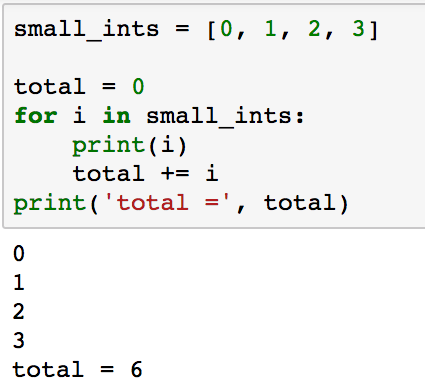 small_ints = [0, 1, 2, 3]

total = 0
for i in small_ints:
    print(i)
    total += i
print('total =', total)
0
1
2
3
total = 6